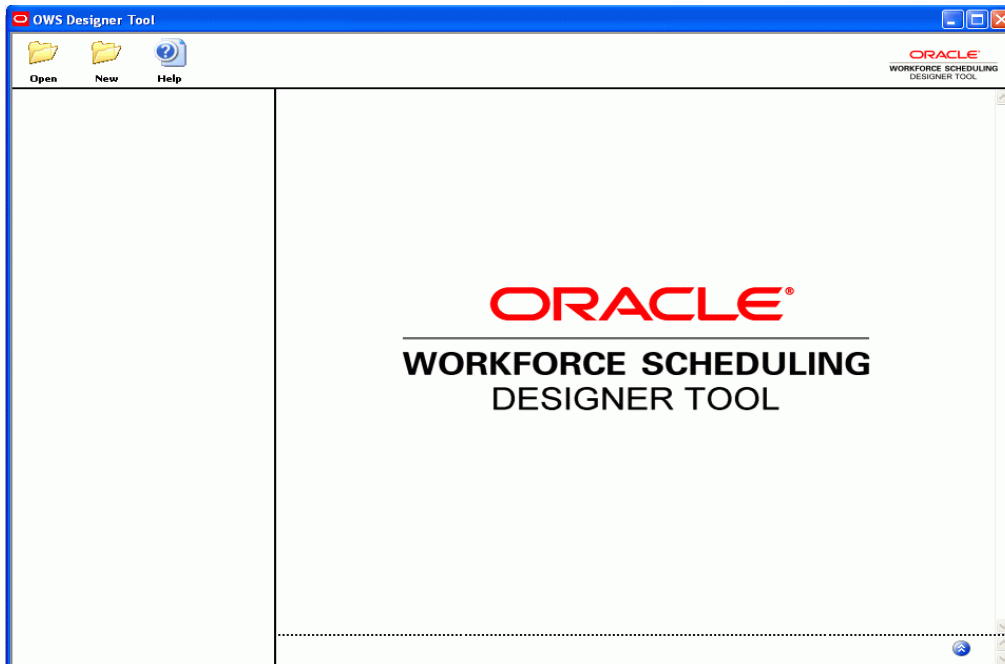 OWS Designer Tool
Open New Help
ORACLE
WORKFORCE SCHEDULING
DESIGNER TOOL
ORACLE®
WORKFORCE SCHEDULING
DESIGNER TOOL